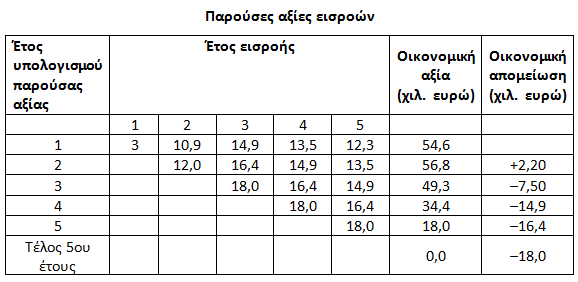 Παρούσες αξίες εισροών
Έτος υπολογισμού παρούσας αξίας Έτος εισροής Οικονομική αξία (χιλ. ευρώ) Οικονομική απομείωση (χιλ. ευρώ)
1 2 3 4 5
1 3 10,9 14,9 13,5 12,3 54,6
2 12,0 16,4 14,9 13,5 56,8 +2,20
3 18,0 16,4 14,9 49,3 –7,50
4 18,0 16,4 34,4 –14,9
5 18,0 18,0 –16,4
Τέλος 5ου έτους 0,0 –18,0